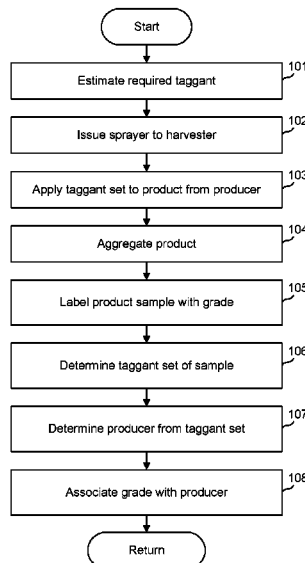 Start
101
Estimate required taggant
102
Issue sprayer to harvester
103
Apply taggant set to product from producer
104
Aggregate product
105
Label product sample with grade
106
Determine taggant set of sample
107
Determine producer from taggant set
108
Associate grade with producer
Return